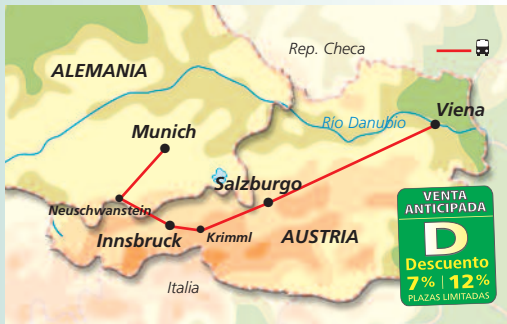 Rep. Checa
ALEMANIA
Viena
Río Danubio
Munich
Salzburgo
Neuschwanstein
Innsbruck
Krimml
AUSTRIA
Italia
VENTA
ANTICIPADA
D
Descuento
7% | 12%
PLAZAS LIMITADAS